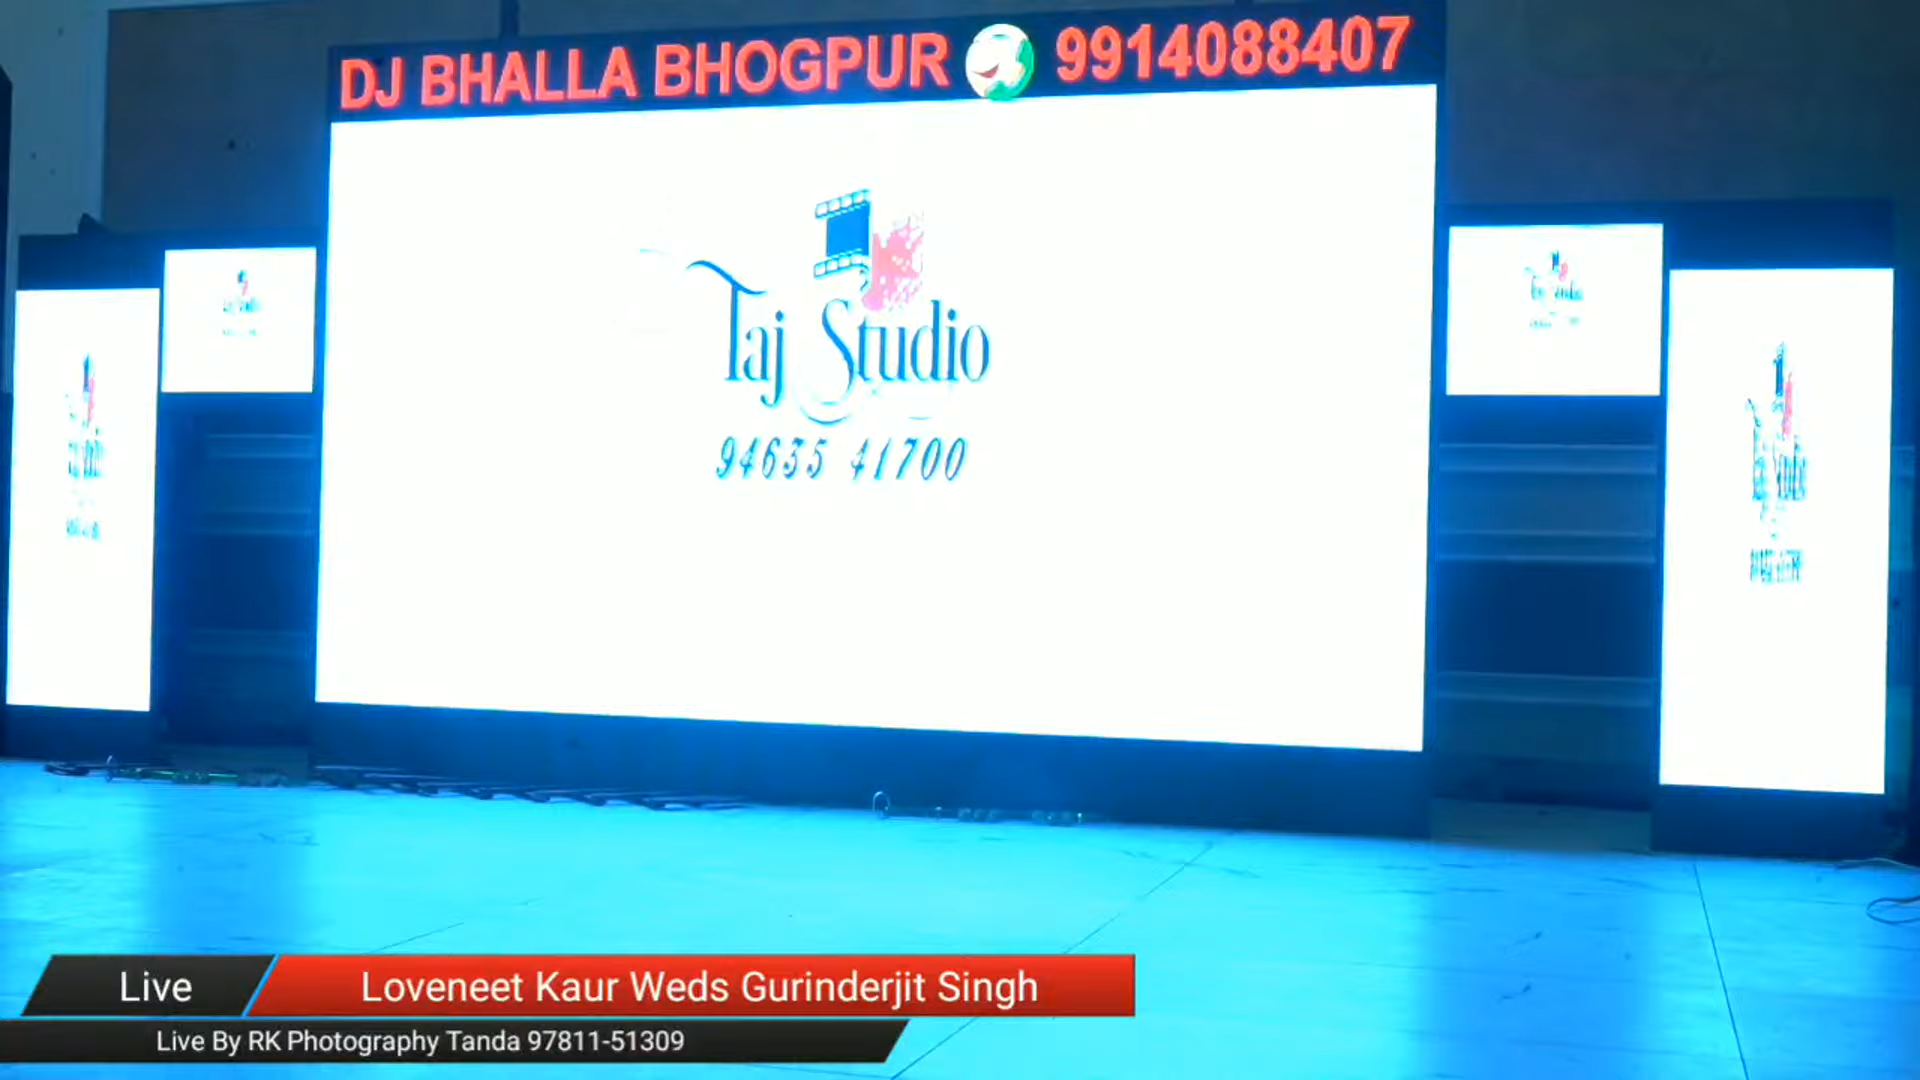 DJ BHALLA BHOGPUR 9914088407
Taj Studio
94635 41700
Live Loveneet Kaur Weds Gurinderjit Singh
Live By RK Photography Tanda 97811-51309